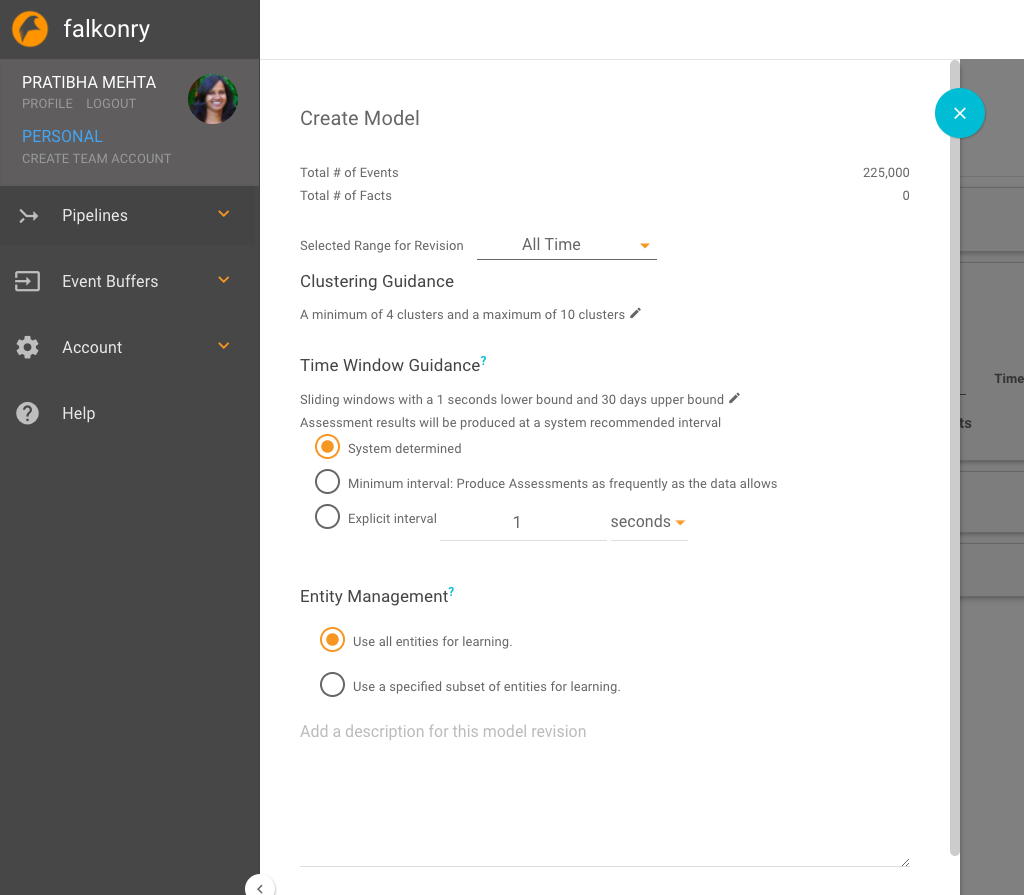 falkonry
PRATIBHA MEHTA
PROFILE LOGOUT
PERSONAL
CREATE TEAM ACCOUNT
Pipelines
Event Buffers
Account
Help
Create Model
Total # of Events 225,000
Total # of Facts 0
Selected Range for Revision All Time
Clustering Guidance
A minimum of 4 clusters and a maximum of 10 clusters
Time Window Guidance?
Sliding windows with a 1 seconds lower bound and 30 days upper bound
Assessment results will be produced at a system recommended interval
System determined
Minimum interval: Produce Assessments as frequently as the data allows
Explicit interval 1 seconds
Entity Management?
Use all entities for learning.
Use a specified subset of entities for learning.
Add a description for this model revision
Time
ts